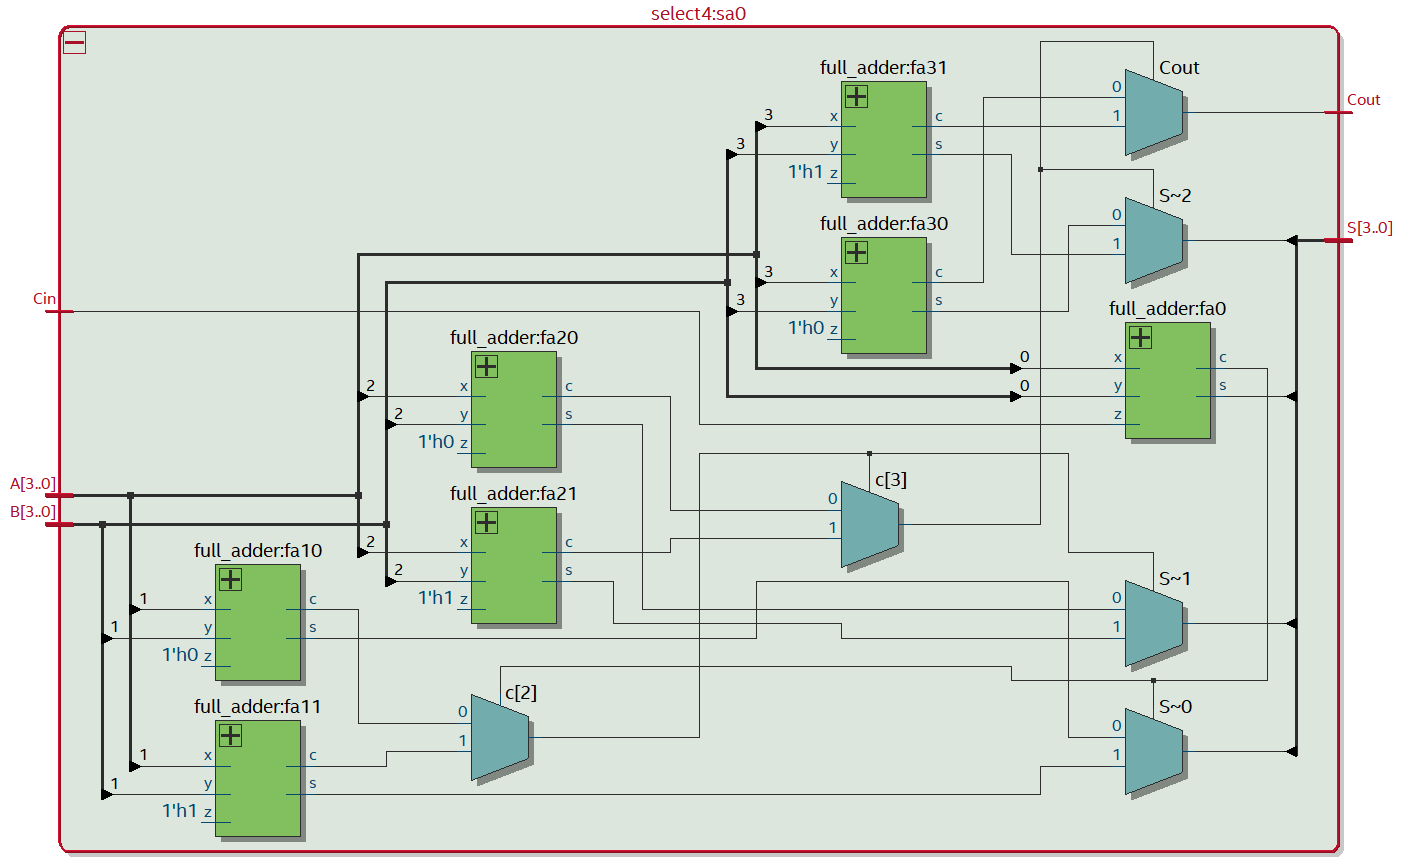 select4:sa0
full_adder:fa31
Cout
0
x c
1
3
y s
3
1'h1 z
Cout
full_adder:fa30
S~2
0
x c
1
3
y s
3
1'h0 z
S[3..0]
Cin
full_adder:fa0
x c
0
y s
0
z
full_adder:fa20
x c
2
y s
2
1'h0 z
A[3..0]
B[3..0]
full_adder:fa21
x c
2
y s
2
1'h1 z
c[3]
0
1
full_adder:fa10
x c
1
y s
1
1'h0 z
S~1
0
1
full_adder:fa11
x c
1
y s
1
1'h1 z
c[2]
0
1
S~0
0
1